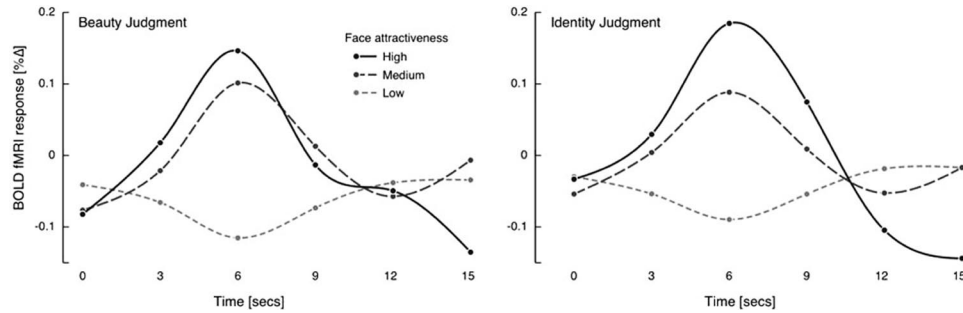 0.2
Beauty Judgment
Face attractiveness
High
Medium
Low
0.1
0
-0.1
BOLD fMRI response [%Δ]
0 3 6 9 12 15
Time [secs]
0.2
Identity Judgment
0.1
0
-0.1
0 3 6 9 12 15
Time [secs]